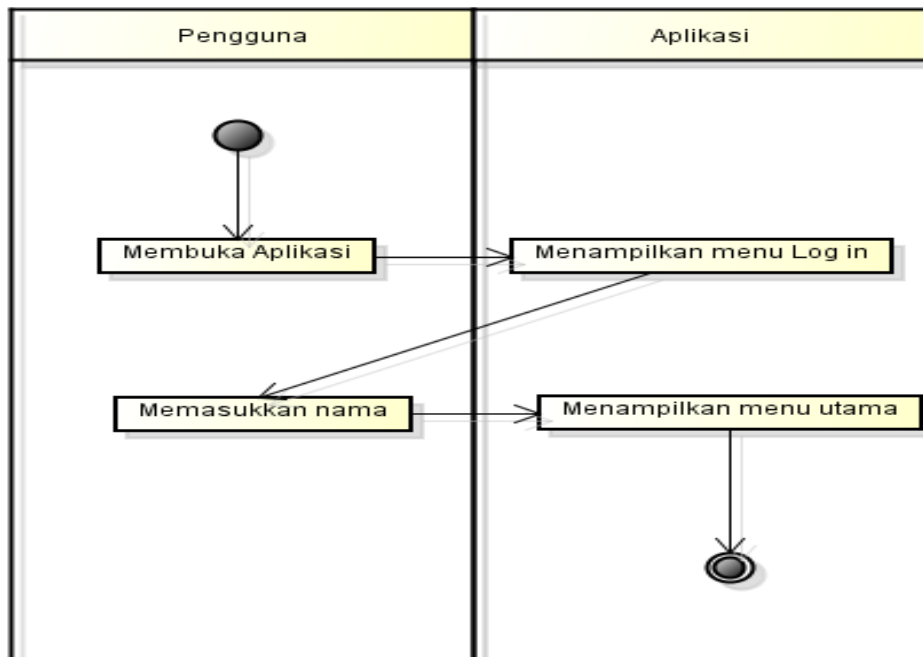 Pengguna
Aplikasi
Membuka Aplikasi
Menampilkan menu Log in
Memasukkan nama
Menampilkan menu utama